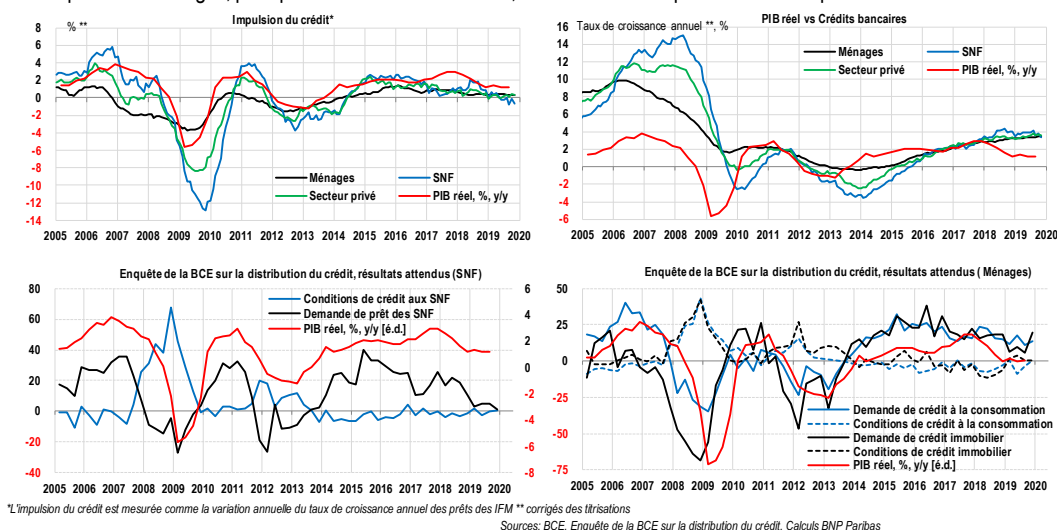 Impulsion du crédit*
% **
8
6
4
2
0
-2
-4
-6
-8
-10
-12
-14
Ménages
SNF
Secteur privé
PIB réel, %, y/y
2005 2006 2007 2008 2009 2010 2011 2012 2013 2014 2015 2016 2017 2018 2019 2020
PIB réel vs Crédits bancaires
Taux de croissance annuel **, %
16
14
12
10
8
6
4
2
0
-2
-4
-6
Ménages
SNF
Secteur privé
PIB réel, %, y/y
2005 2006 2007 2008 2009 2010 2011 2012 2013 2014 2015 2016 2017 2018 2019 2020
Enquête de la BCE sur la distribution du crédit, résultats attendus (SNF)
80
60
40
20
0
-20
-40
6
4
2
0
-2
-4
-6
-8
Conditions de crédit aux SNF
Demande de prêt des SNF
PIB réel, %, y/y [é.d.]
2005 2006 2007 2008 2009 2010 2011 2012 2013 2014 2015 2016 2017 2018 2019 2020
Enquête de la BCE sur la distribution du crédit, résultats attendus ( Ménages)
50
25
0
-25
-50
-75
Demande de crédit à la consommation
Conditions de crédit à la consommation
Demande de crédit immobilier
Conditions de crédit immobilier
PIB réel, %, y/y [é.d.]
2005 2006 2007 2008 2009 2010 2011 2012 2013 2014 2015 2016 2017 2018 2019 2020
*L'impulsion du crédit est mesurée comme la variation annuelle du taux de croissance annuel des prêts des IFM ** corrigés des titrisations
Sources: BCE, Enquête de la BCE sur la distribution du crédit, Calculs BNP Paribas